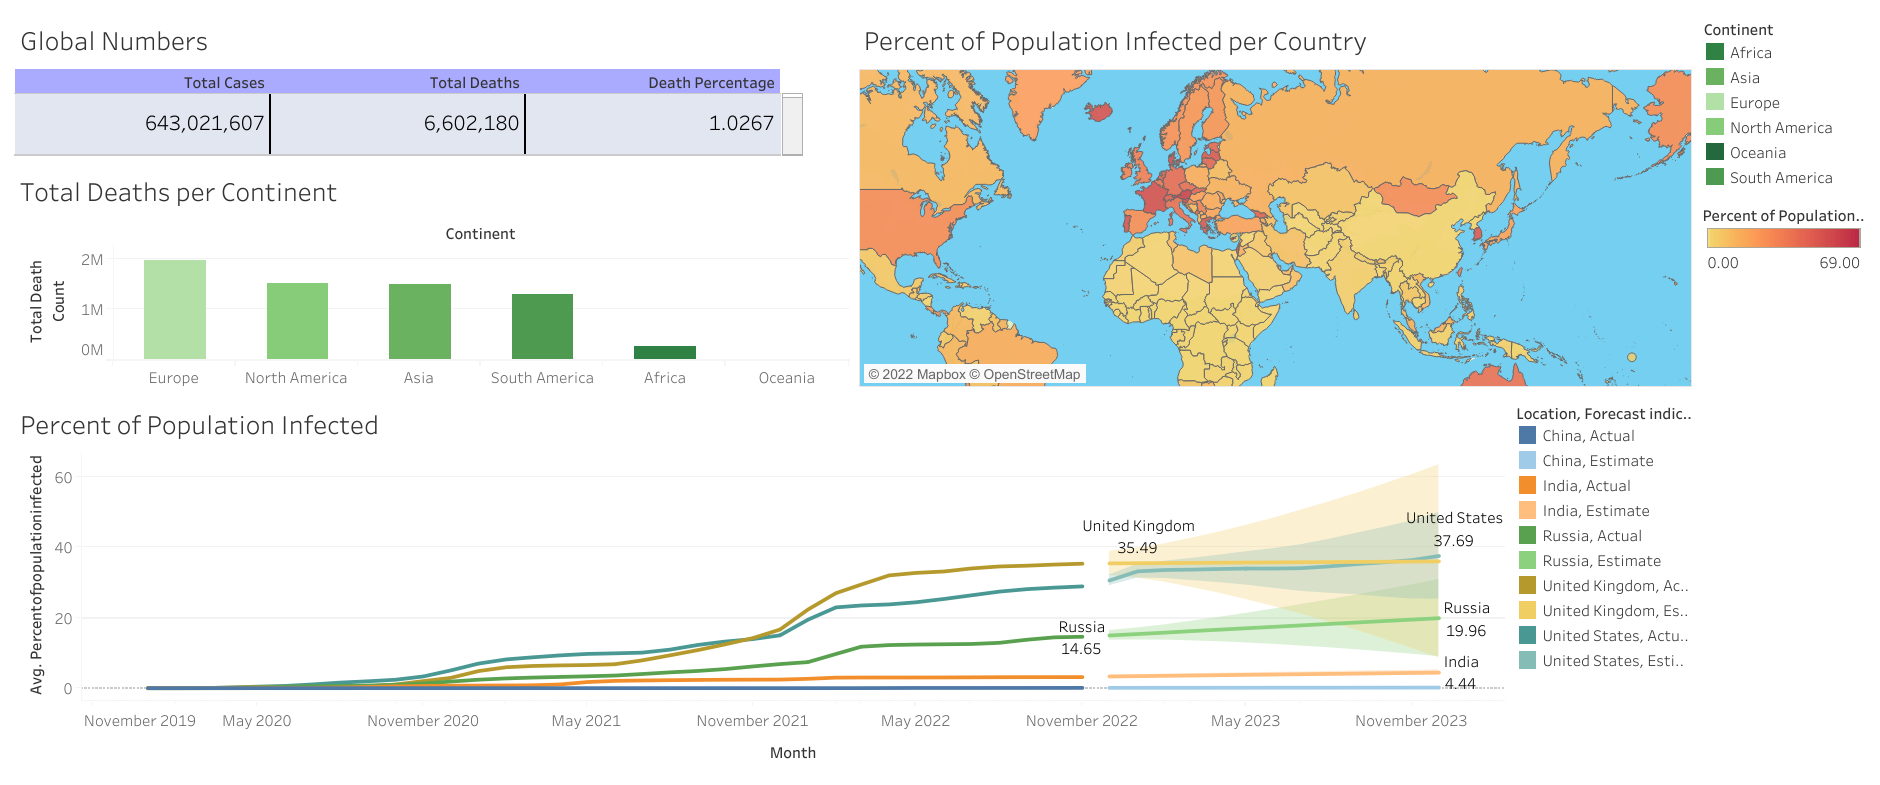 Global Numbers
Total Cases Total Deaths Death Percentage
643,021,607 6,602,180 1.0267
Total Deaths per Continent
Continent
Total Death
Count
2M
1M
0M
Europe North America Asia South America Africa Oceania
Percent of Population Infected per Country
© 2022 Mapbox © OpenStreetMap
Continent
Africa
Asia
Europe
North America
Oceania
South America
Percent of Population..
0.00 69.00
Percent of Population Infected
Avg. Percentofpopulationinfected
60
40
20
0
United Kingdom
35.49
United States
37.69
Russia
14.65
Russia
19.96
India
4.44
November 2019 May 2020 November 2020 May 2021 November 2021 May 2022 November 2022 May 2023 November 2023
Month
Location, Forecast indic..
China, Actual
China, Estimate
India, Actual
India, Estimate
Russia, Actual
Russia, Estimate
United Kingdom, Ac..
United Kingdom, Es..
United States, Actu..
United States, Esti..